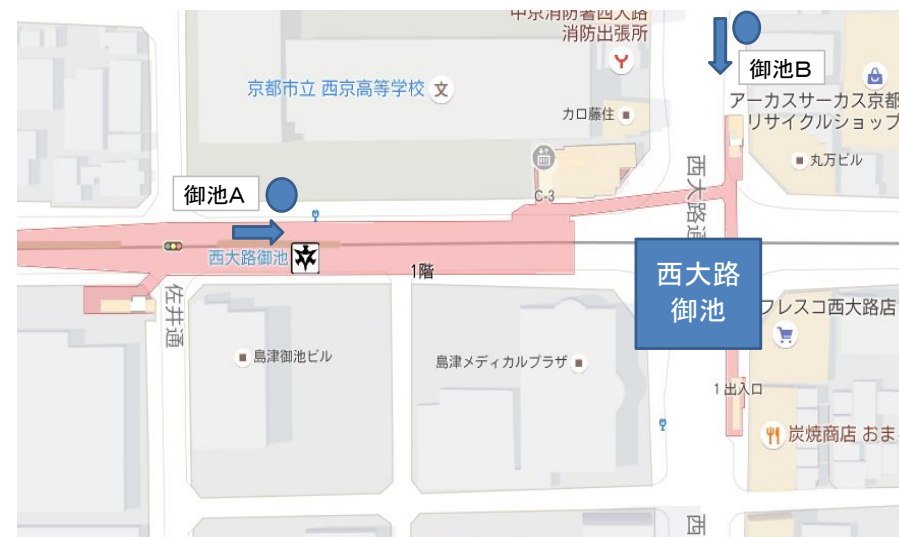 中京消防署西大路
消防出張所
御池B
京都市立 西京高等学校
文
カロ藤住
アーカスサーカス京都
リサイクルショップ
丸万ビル
御池A
C-3
西大路通
西大路御池
1階
西大路
御池
佐井通
フレスコ西大路店
島津御池ビル
島津メディカルプラザ
1出入口
炭焼商店 おま
西